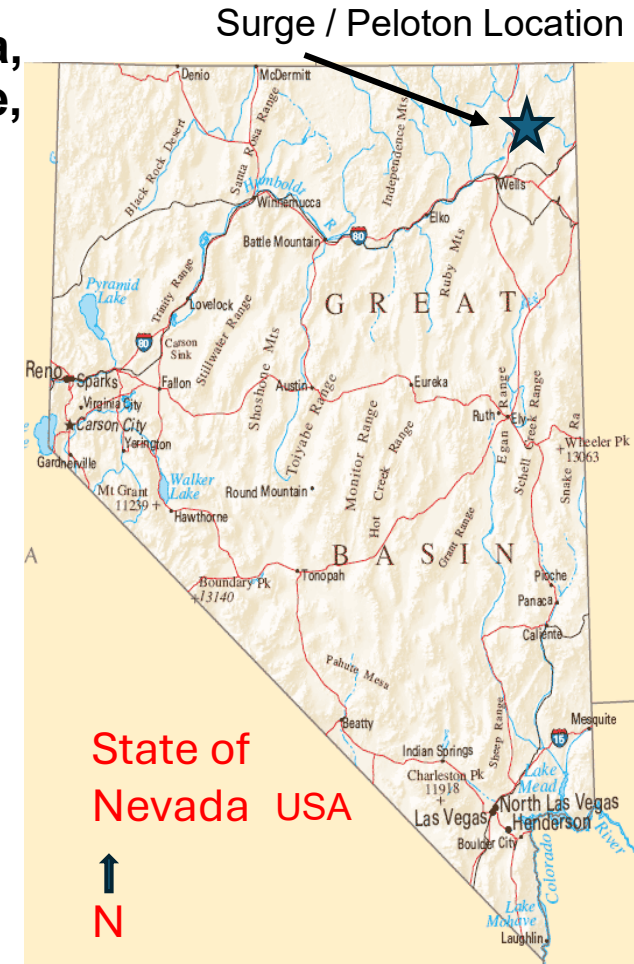 Surge / Peloton Location
a,
e,
Denio
McDermitt
Black Rock Desert
Santa Rosa Range
Independence Mts
Humboldt
R
Winnemucca
Wells
Elko
Battle Mountain
80
Ruby Mts
Pyramid
Lake
Trinity Range
Lovelock
GREAT
80
Carson
Sink
Stillwater Range
Shoshone Mts
Reno
Sparks
Fallon
Austin
Eureka
Toiyabe Range
Virginia City
Carson City
Yerington
Gardnerville
Ruth
Ely
Egan Range
Schell Creek Range
Snake Ra
Wheeler Pk
13063
Monitor Range
Hot Creek Range
Mt Grant
11239
Walker
Lake
Hawthorne
Round Mountain
Grant Range
A
BASIN
Boundary Pk
13140
Tonopah
Pioche
Panaca
Caliente
Pahute Mesa
Beatty
Sheep Range
Mesquite
15
Indian Springs
Charleston Pk
11918
Lake
Mead
Las Vegas
North Las Vegas
Henderson
Boulder City
Colorado
River
Lake
Mohave
Laughlin
State of
Nevada USA
N